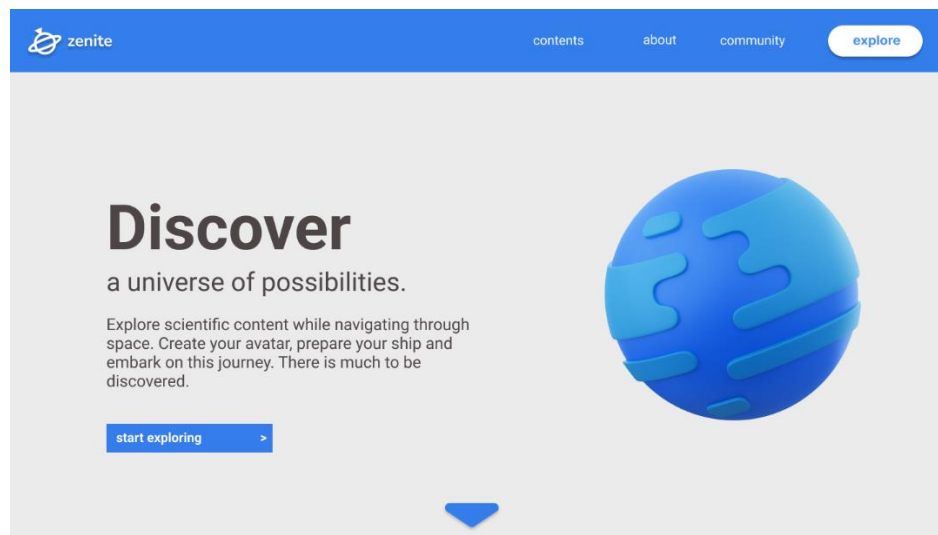 zenite
contents
about
community
explore
Discover
a universe of possibilities.
Explore scientific content while navigating through
space. Create your avatar, prepare your ship and
embark on this journey. There is much to be
discovered.
start exploring >